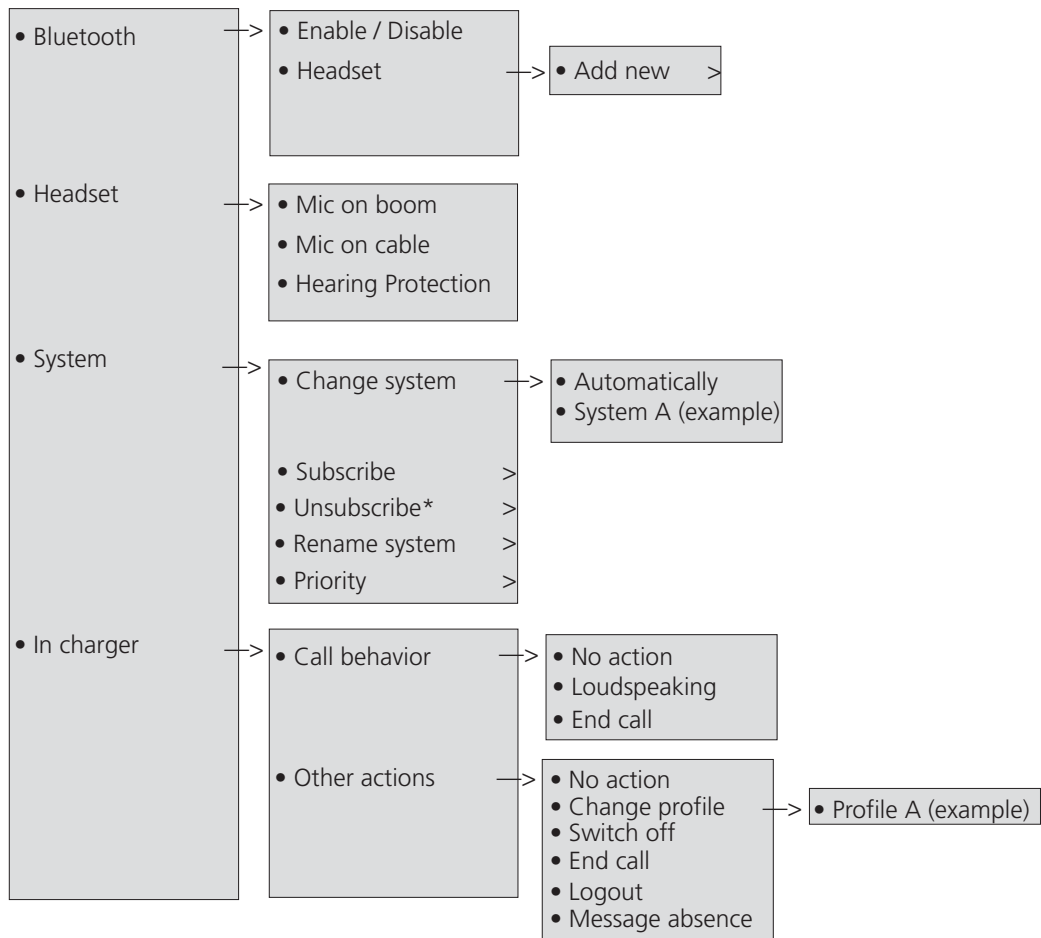 • Bluetooth
• Enable / Disable
• Headset
• Add new >
• Headset
• Mic on boom
• Mic on cable
• Hearing Protection
• System
• Change system
• Automatically
• System A (example)
• Subscribe >
• Unsubscribe* >
• Rename system >
• Priority >
• In charger
• Call behavior
• No action
• Loudspeaking
• End call
• Other actions
• No action
• Change profile
• Profile A (example)
• Switch off
• End call
• Logout
• Message absence